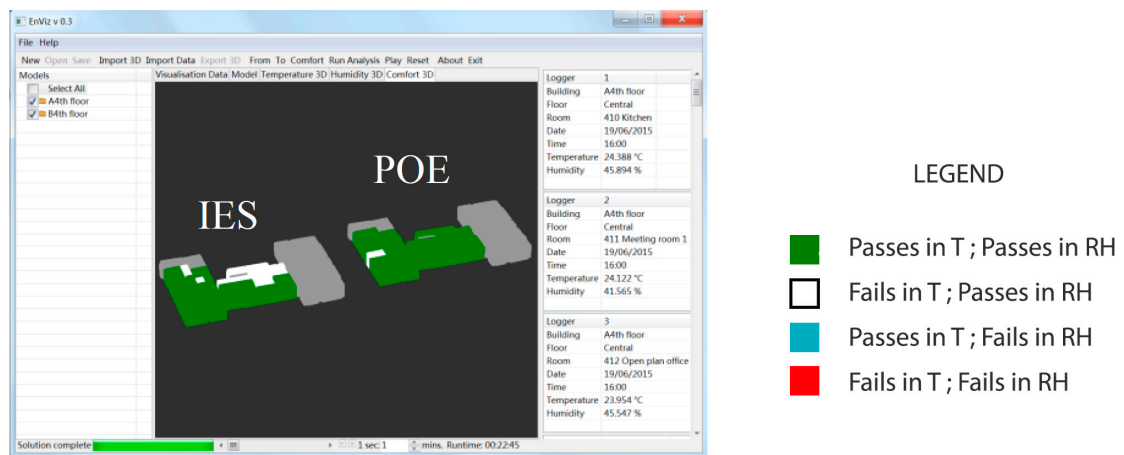 EnViz v 0.3
File Help
New Open Save Import 3D Import Data Export 3D From To Comfort Run Analysis Play Reset About Exit
Models
Select All
A4th floor
B4th floor
Visualisation Data Model Temperature 3D Humidity 3D Comfort 3D
IES
POE
Logger 1
Building A4th floor
Floor Central
Room 410 Kitchen
Date 19/06/2015
Time 16:00
Temperature 24.388 °C
Humidity 45.894 %
Logger 2
Building A4th floor
Floor Central
Room 411 Meeting room 1
Date 19/06/2015
Time 16:00
Temperature 24.122 °C
Humidity 41.565 %
Logger 3
Building A4th floor
Floor Central
Room 412 Open plan office
Date 19/06/2015
Time 16:00
Temperature 23.954 °C
Humidity 45.547 %
Solution complete
1 sec: 1 mins. Runtime: 00:22:45
LEGEND
Passes in T ; Passes in RH
Fails in T ; Passes in RH
Passes in T ; Fails in RH
Fails in T ; Fails in RH